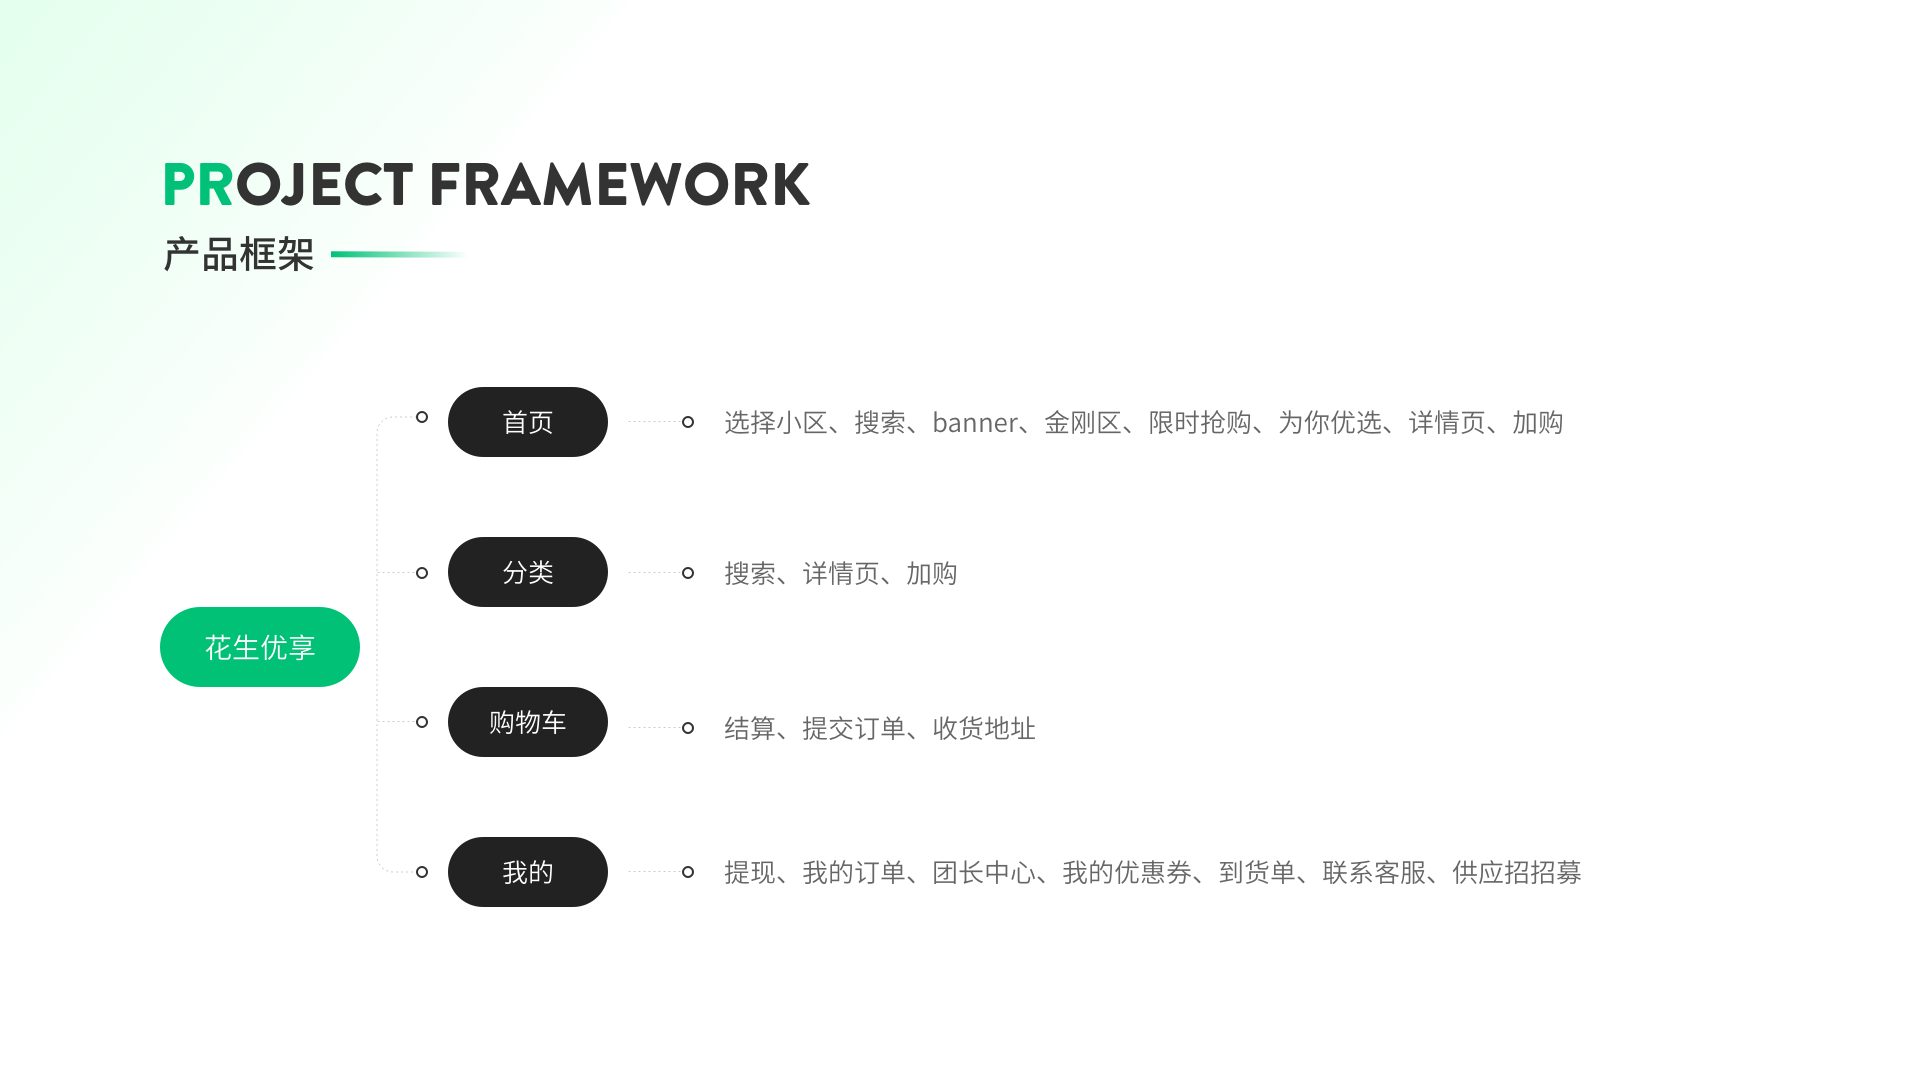 PROJECT FRAMEWORK
产品框架
花生优享
首页
选择小区、搜索、banner、金刚区、限时抢购、为你优选、详情页、加购
分类
搜索、详情页、加购
购物车
结算、提交订单、收货地址
我的
提现、我的订单、团长中心、我的优惠券、到货单、联系客服、供应招招募